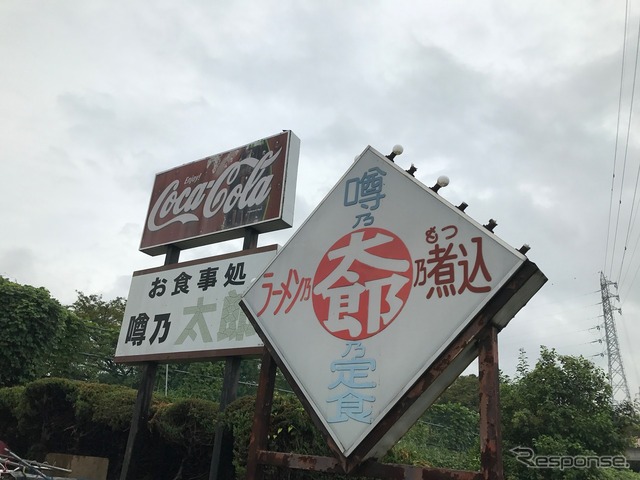 Enjoy!
Coca-Cola
お食事処
噂乃 太郎
噂乃
ラーメン乃
太郎
乃煮込
もつ
乃定食
Response.